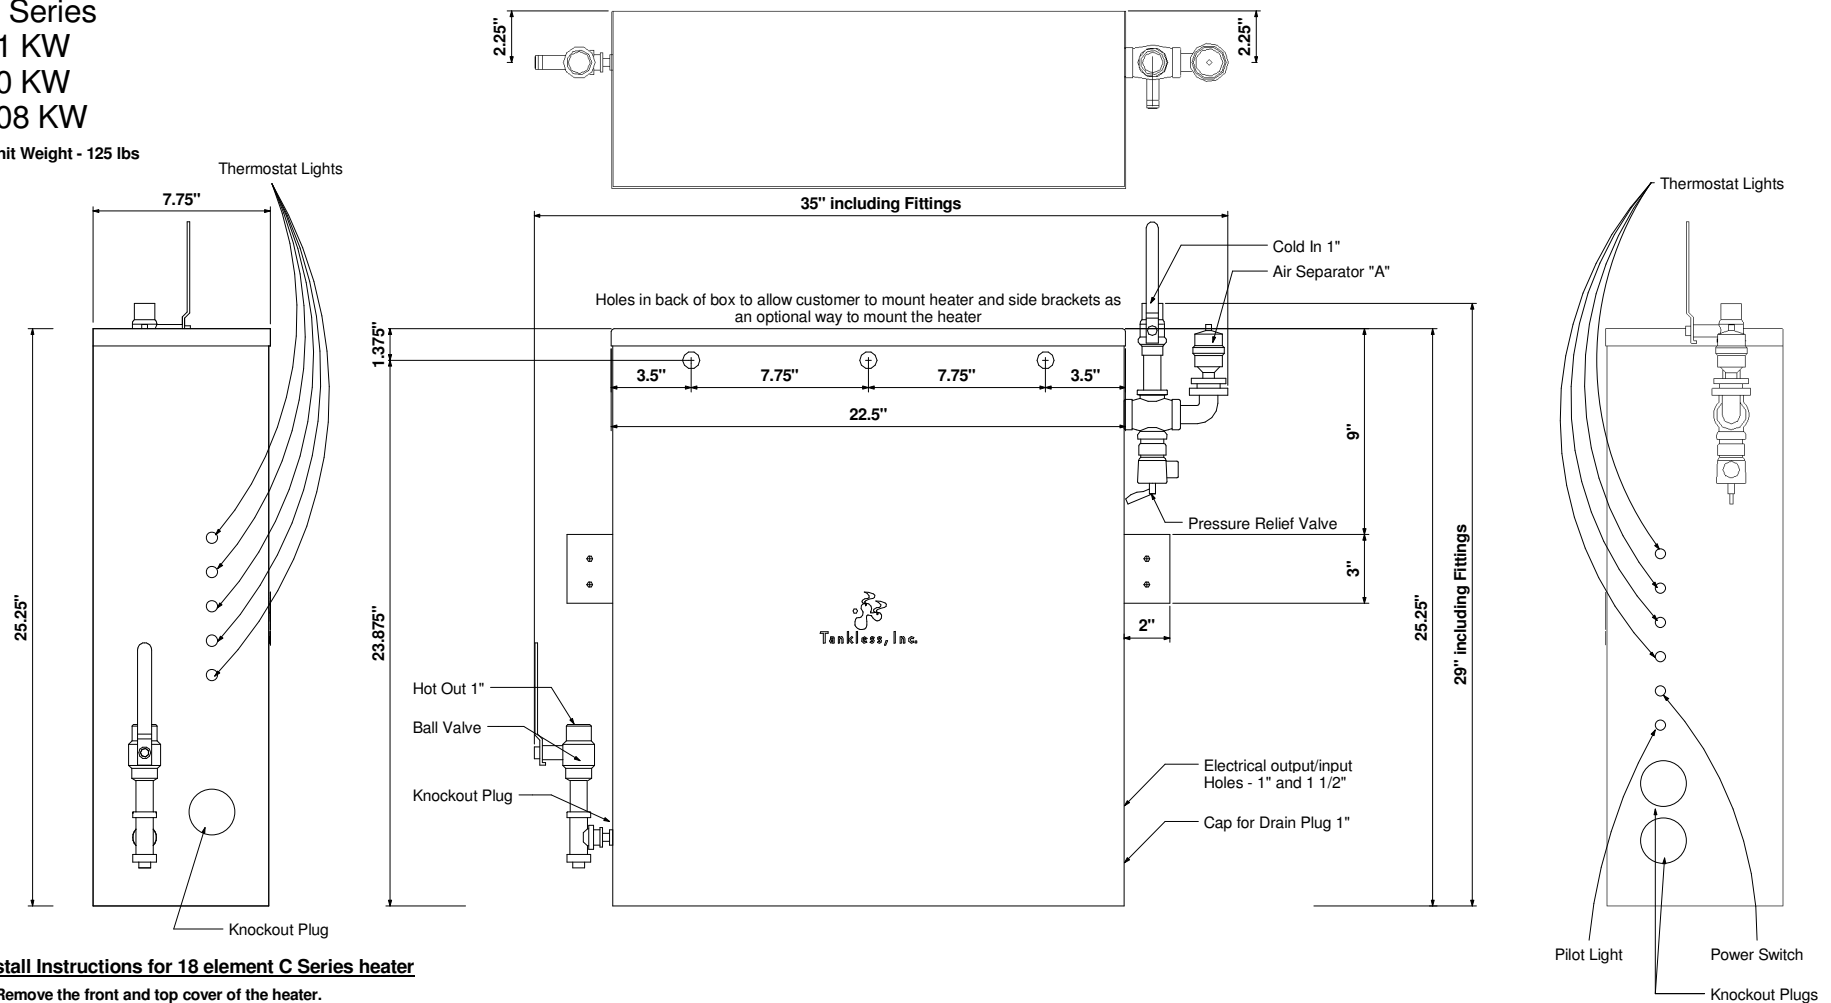 Series
1 KW
0 KW
08 KW
nit Weight - 125 lbs
Thermostat Lights
7.75"
25.25"
Knockout Plug
2.25"
2.25"
35" including Fittings
Cold In 1"
Air Separator "A"
Holes in back of box to allow customer to mount heater and side brackets as
an optional way to mount the heater
1.375"
3.5"
7.75"
7.75"
3.5"
22.5"
9"
Pressure Relief Valve
3"
2"
23.875"
25.25"
29" including Fittings
Tankless, Inc.
Hot Out 1"
Ball Valve
Knockout Plug
Electrical output/input
Holes - 1" and 1 1/2"
Cap for Drain Plug 1"
Thermostat Lights
Pilot Light
Power Switch
Knockout Plugs
stall Instructions for 18 element C Series heater
Remove the front and top cover of the heater.